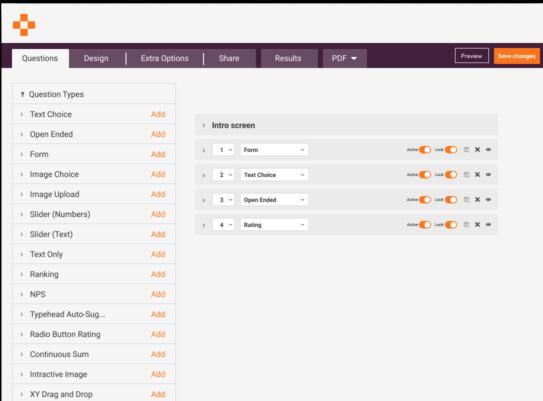 Questions Design Extra Options Share Results PDF Preview Save changes
? Question Types
Text Choice Add
Open Ended Add
Form Add
Image Choice Add
Image Upload Add
Slider (Numbers) Add
Slider (Text) Add
Text Only Add
Ranking Add
NPS Add
Typehead Auto-Sug... Add
Radio Button Rating Add
Continuous Sum Add
Intractive Image Add
XY Drag and Drop Add
Intro screen
1 Form Active Lock
2 Text Choice Active Lock
3 Open Ended Active Lock
4 Rating Active Lock